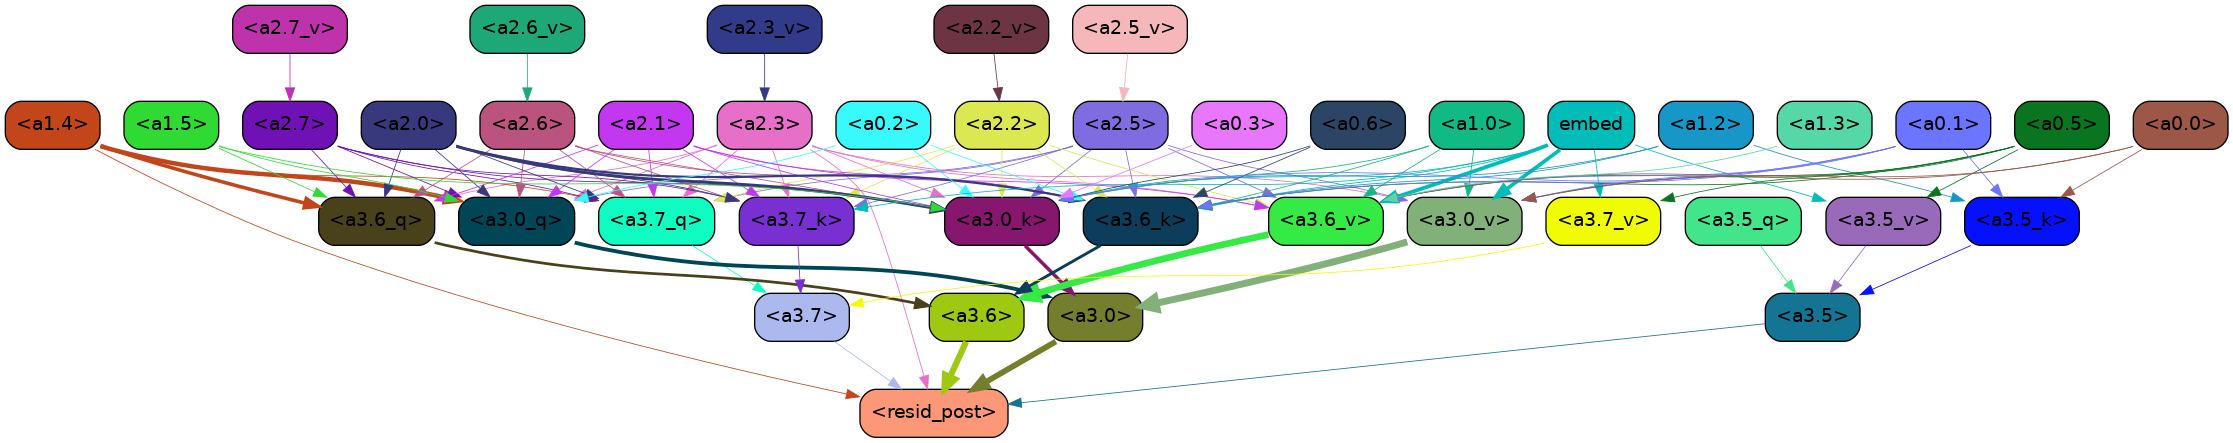 <a2.7_v> <a2.6_v> <a2.3_v> <a2.2_v> <a2.5_v>
<a1.4> <a1.5> <a2.7> <a2.0> <a2.6> <a2.1> <a2.3> <a0.2> <a2.2> <a2.5> <a0.3> <a0.6> <a1.0> embed <a1.2> <a1.3> <a0.1> <a0.5> <a0.0>
<a3.6_q> <a3.0_q> <a3.7_q> <a3.7_k> <a3.0_k> <a3.6_k> <a3.6_v> <a3.0_v> <a3.7_v> <a3.5_q> <a3.5_v> <a3.5_k>
<a3.7> <a3.6> <a3.0> <a3.5>
<resid_post>